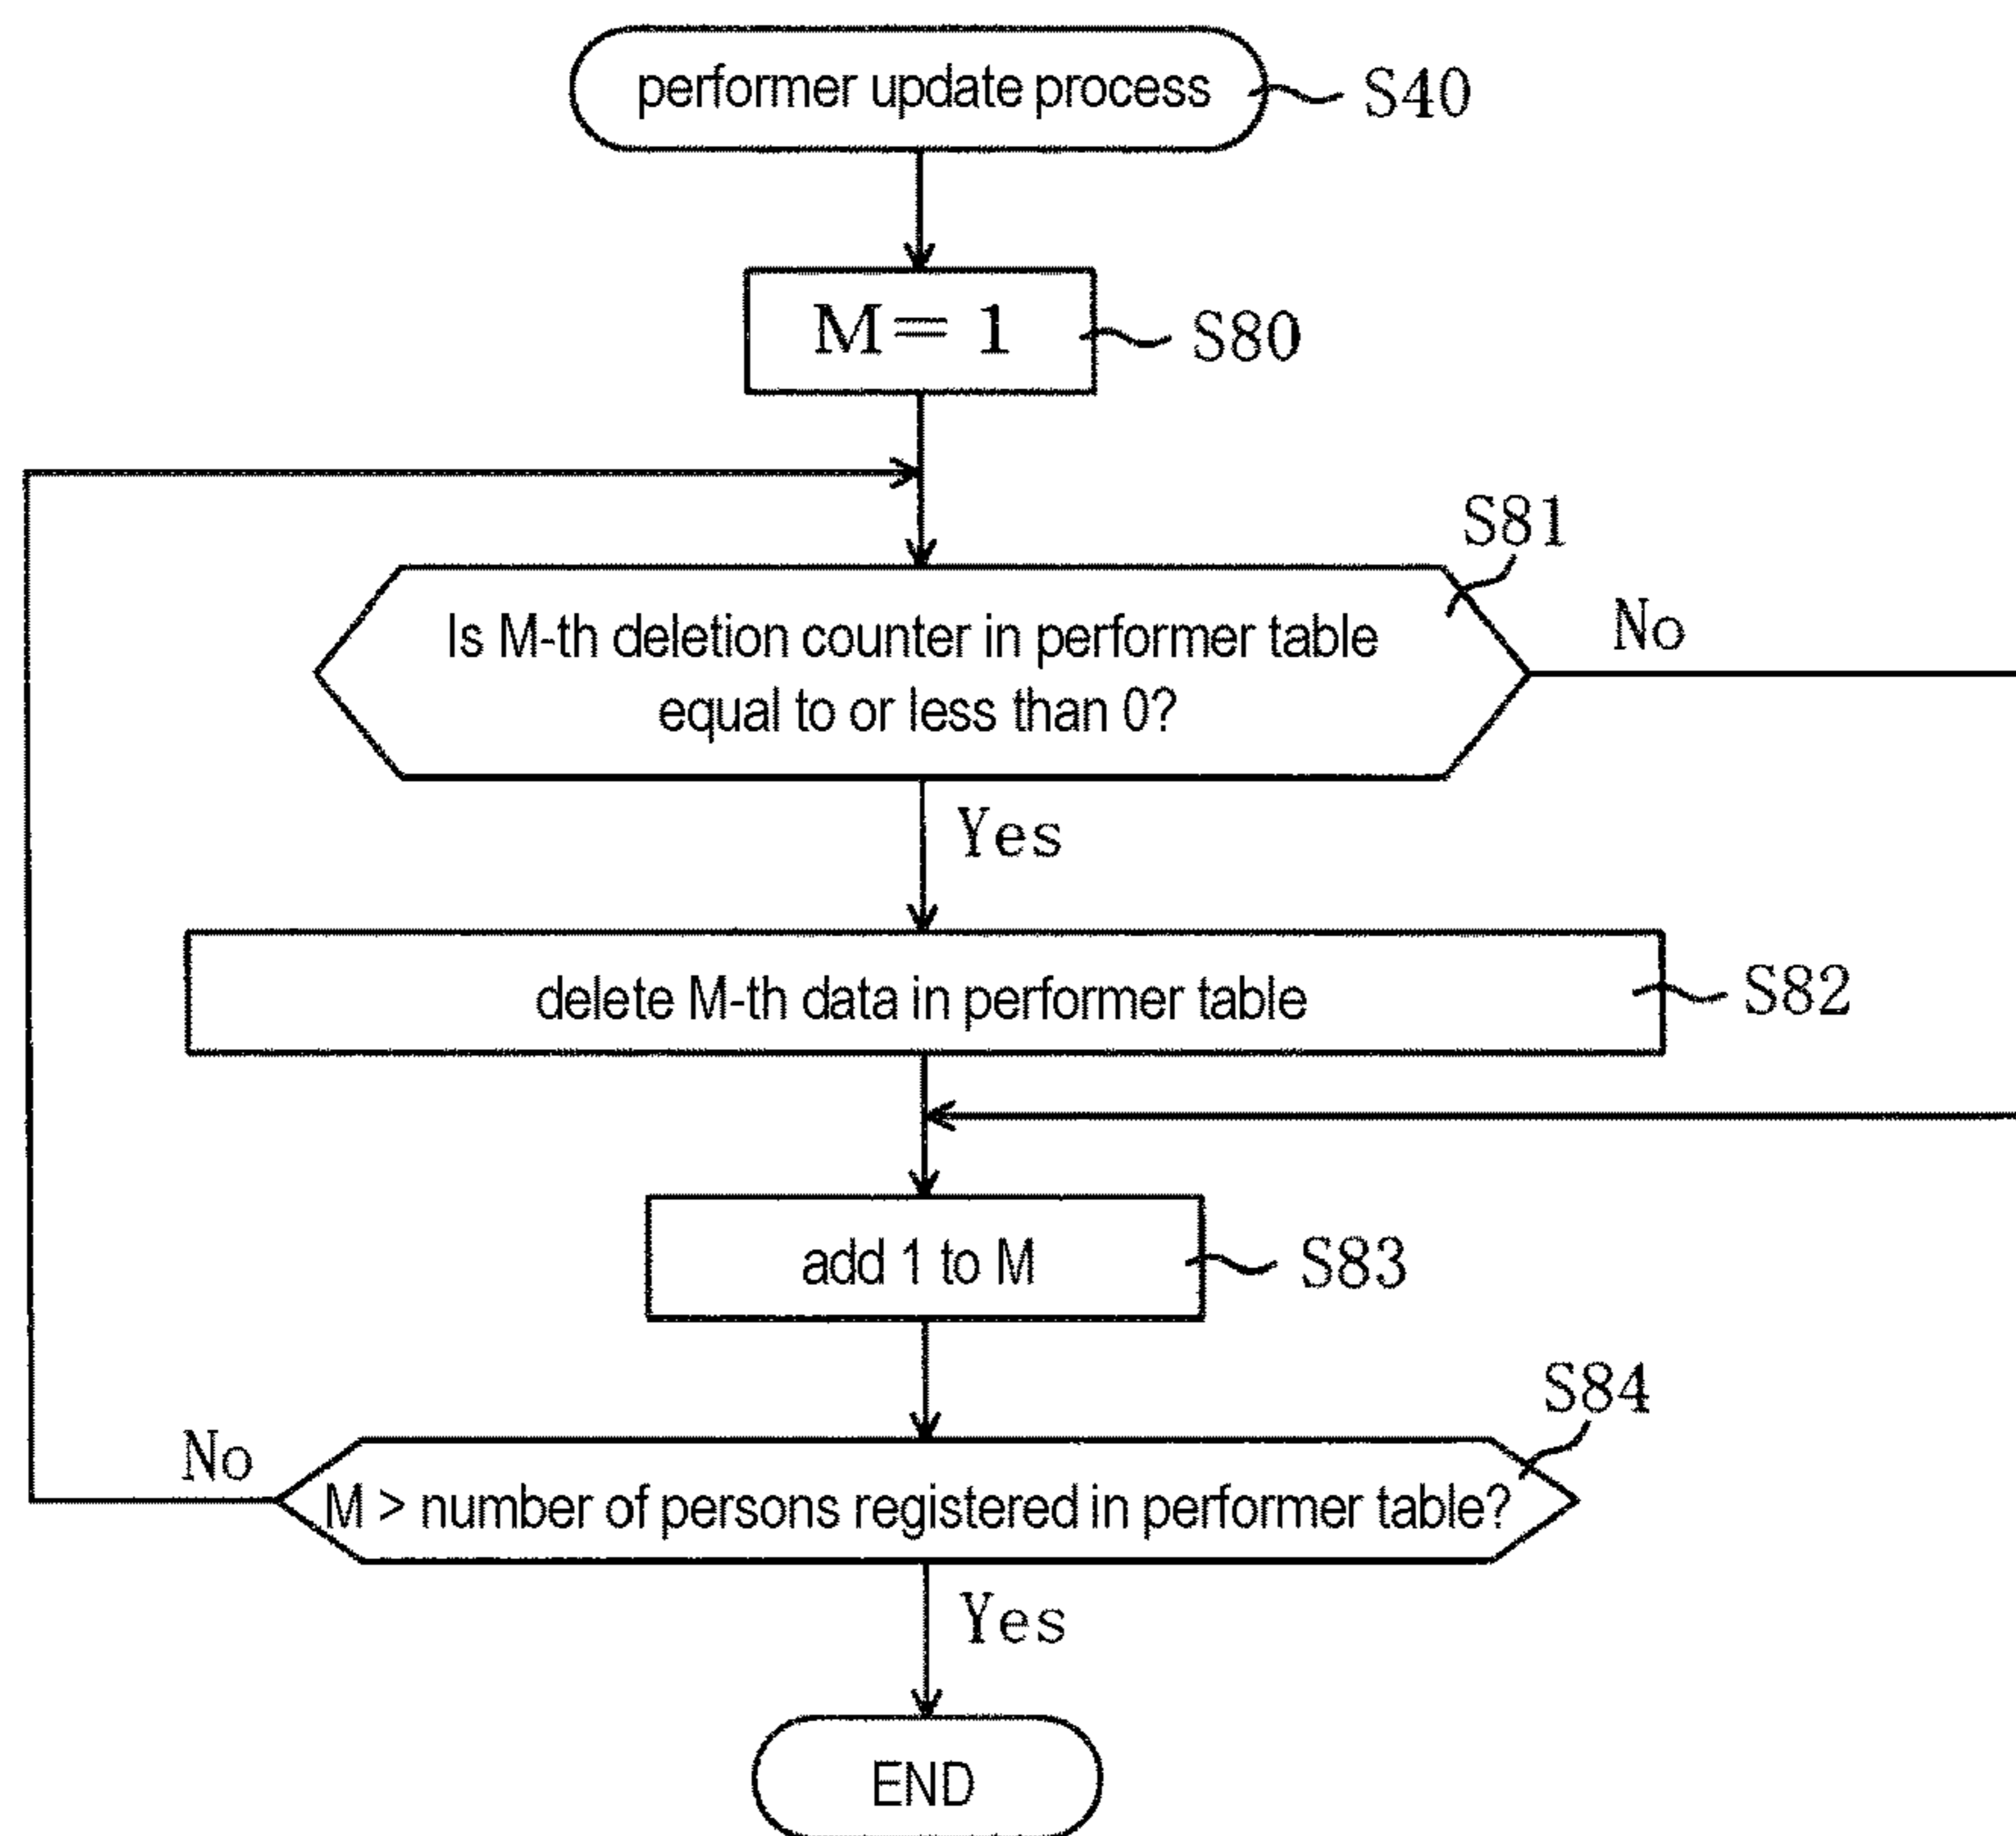 performer update process
S40
M = 1
S80
S81
Is M-th deletion counter in performer table
equal to or less than 0?
No
Yes
delete M-th data in performer table
S82
add 1 to M
S83
S84
No
M > number of persons registered in performer table?
Yes
END